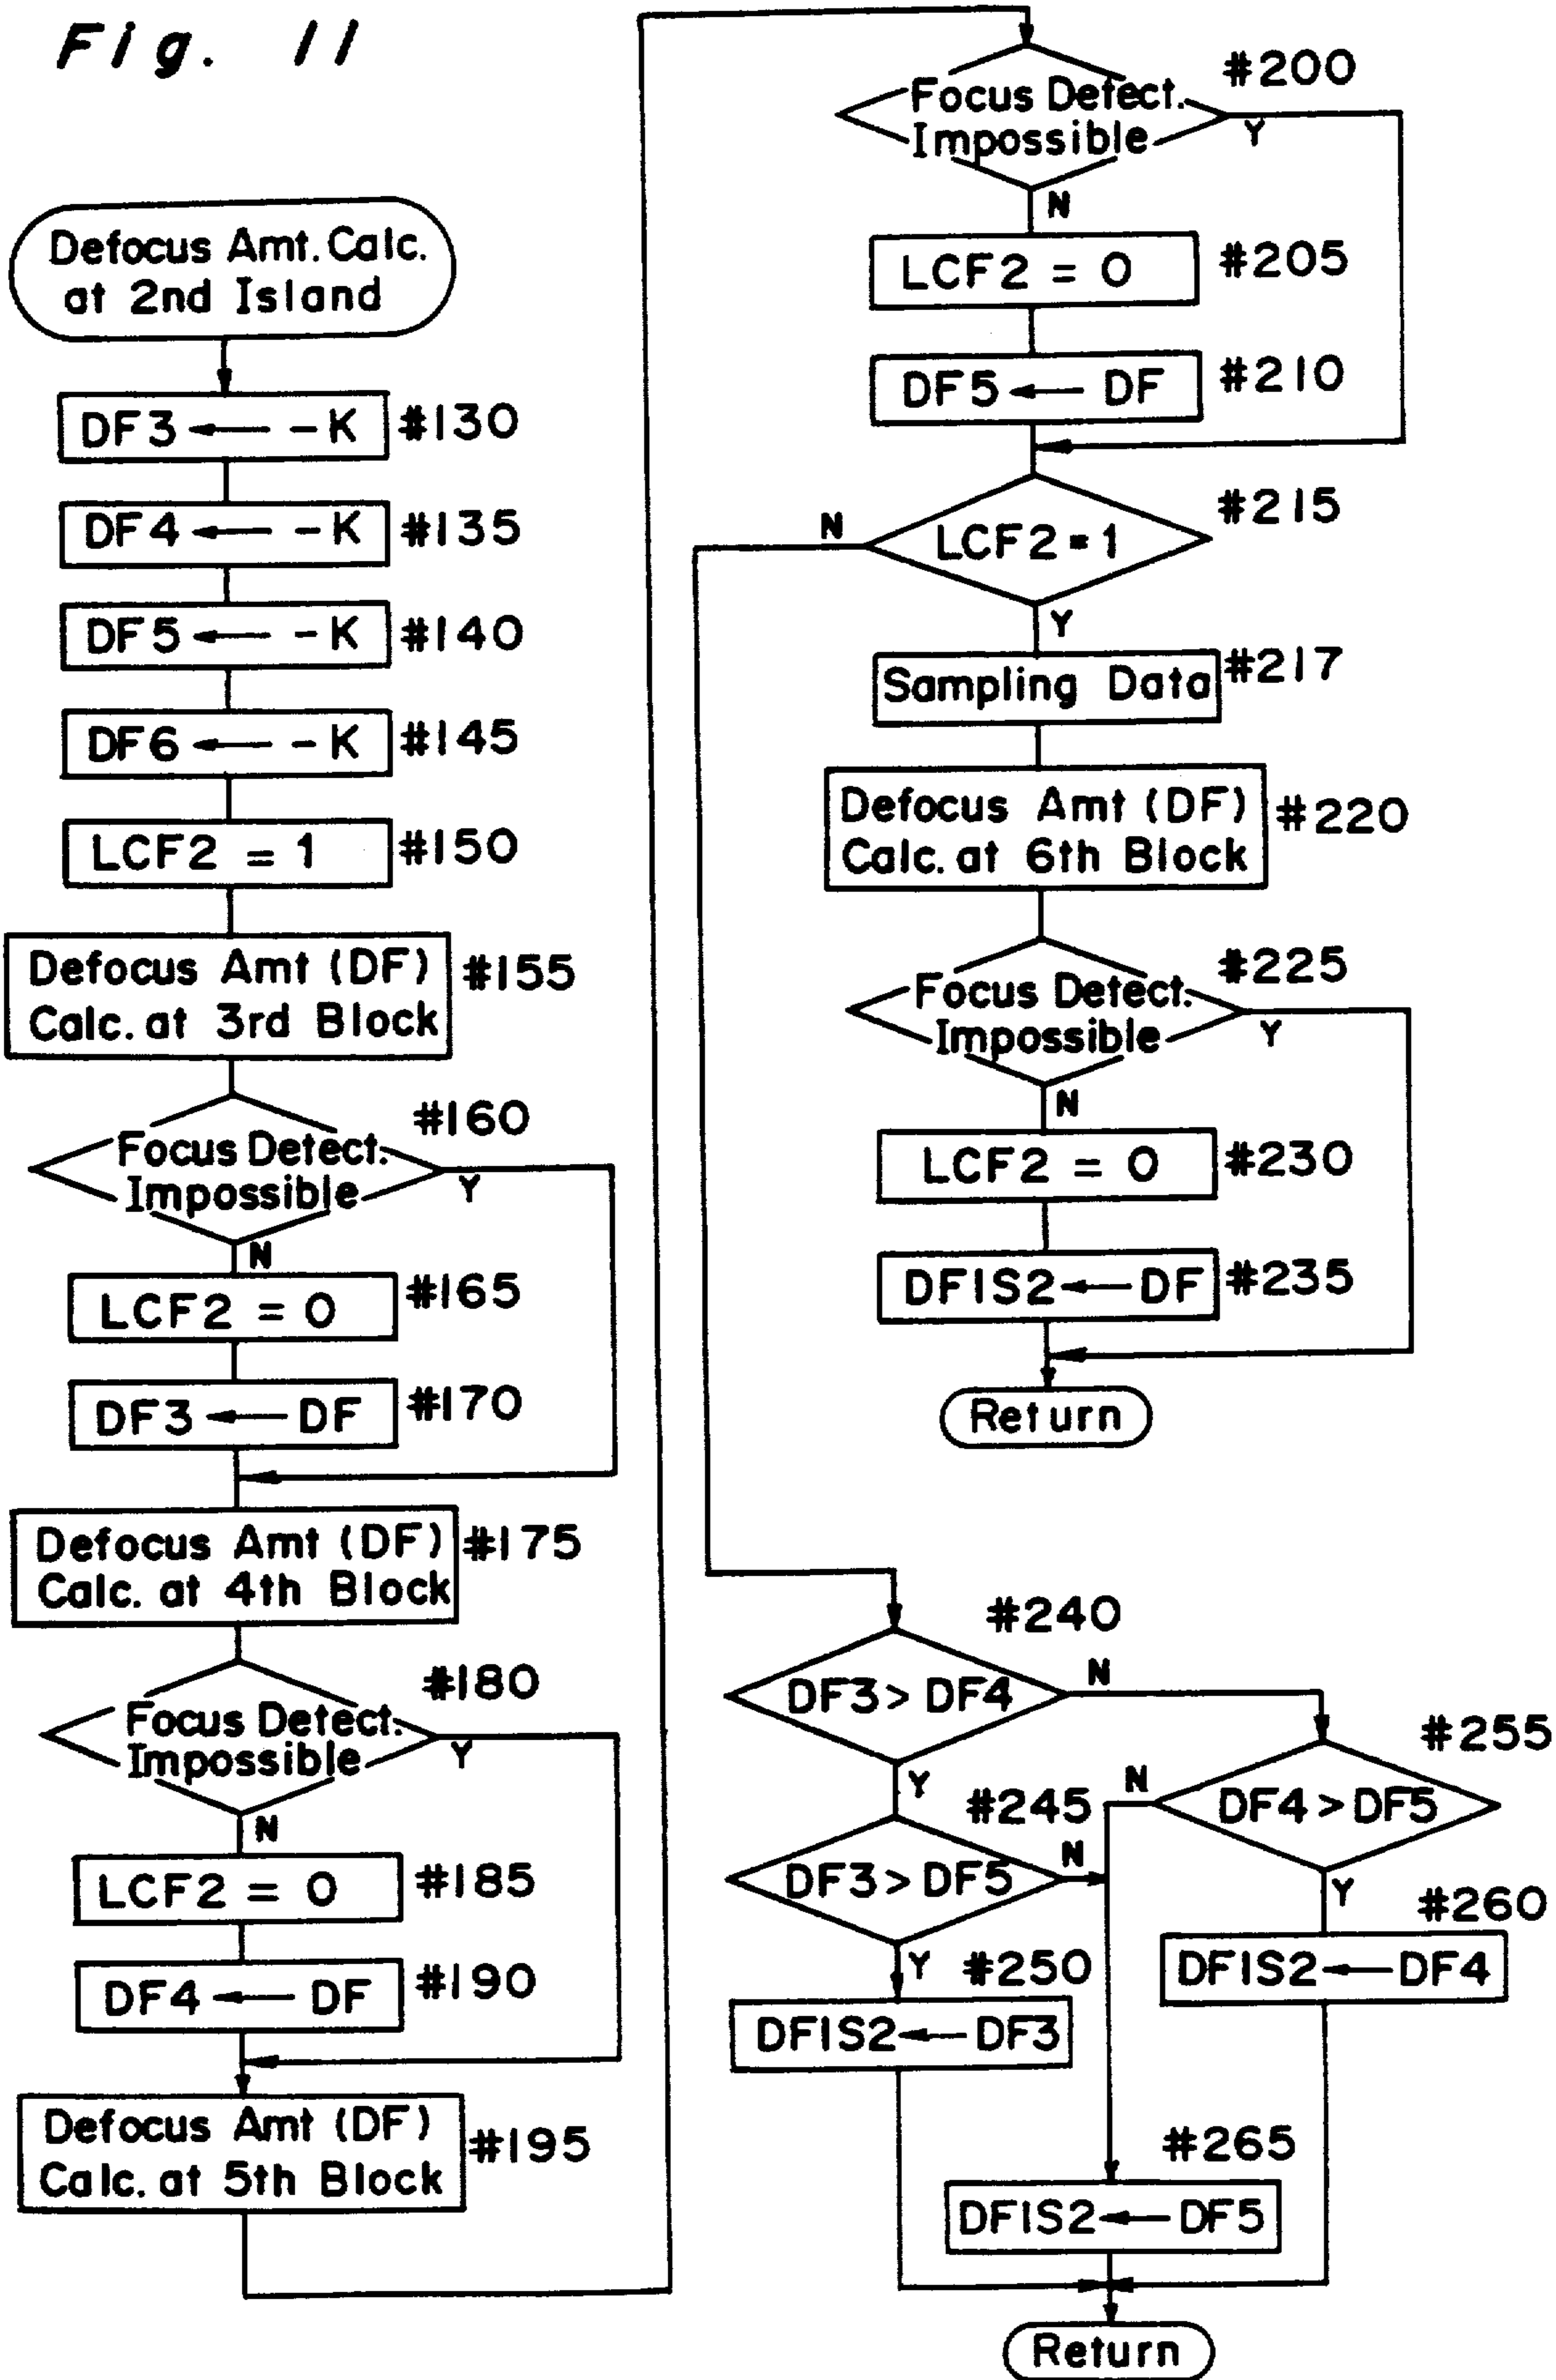 Fig. 11
Defocus Amt. Calc.
at 2nd Island
DF3 ← -K #130
DF4 ← -K #135
DF5 ← -K #140
DF6 ← -K #145
LCF2 = 1 #150
Defocus Amt (DF) #155
Calc. at 3rd Block
#160
Focus Detect.
Impossible Y
N
LCF2 = 0 #165
DF3 ← DF #170
Defocus Amt (DF) #175
Calc. at 4th Block
#180
Focus Detect.
Impossible Y
N
LCF2 = 0 #185
DF4 ← DF #190
Defocus Amt (DF) #195
Calc. at 5th Block
#200
Focus Detect.
Impossible Y
N
LCF2 = 0 #205
DF5 ← DF #210
#215
N LCF2 = 1
Y
Sampling Data #217
Defocus Amt (DF) #220
Calc. at 6th Block
#225
Focus Detect.
Impossible Y
N
LCF2 = 0 #230
DFIS2 ← DF #235
Return
#240
DF3 > DF4 N
Y
#255
N DF4 > DF5
Y
#245
DF3 > DF5 N
Y
#250
DFIS2 ← DF3
#260
DFIS2 ← DF4
#265
DFIS2 ← DF5
Return